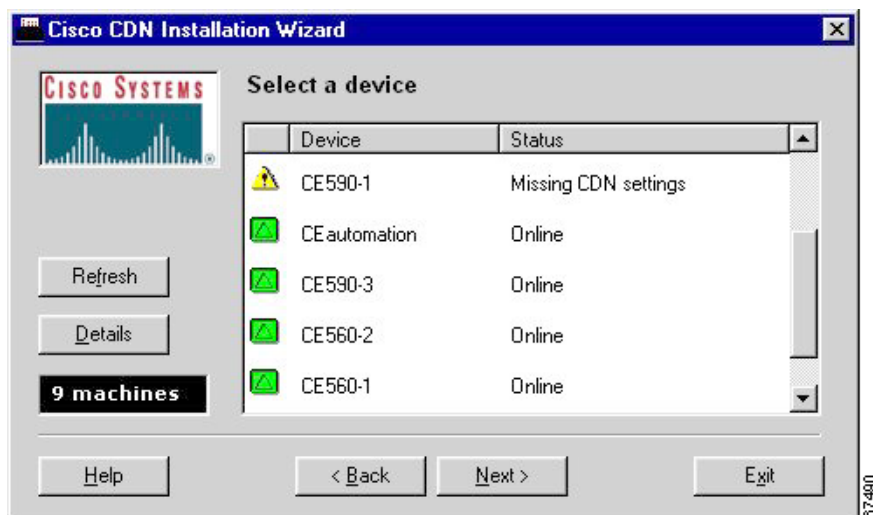 Cisco CDN Installation Wizard
CISCO SYSTEMS
®
Select a device
Device Status
CE590-1 Missing CDN settings
CEautomation Online
CE590-3 Online
CE560-2 Online
CE560-1 Online
Refresh
Details
9 machines
Help
< Back
Next >
Exit
67490